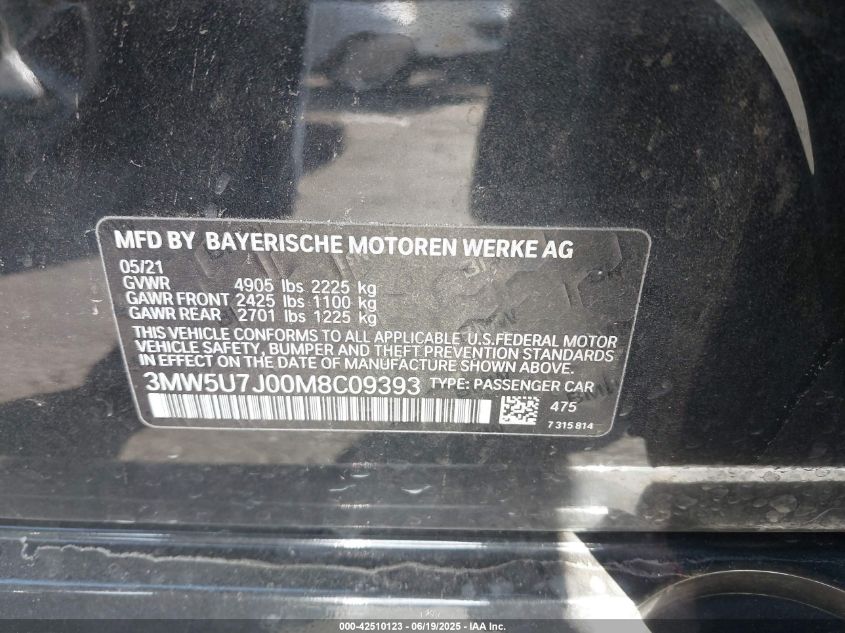 MFD BY BAYERISCHE MOTOREN WERKE AG
05/21
GVWR 4905 lbs 2225 kg
GAWR FRONT 2425 lbs 1100 kg
GAWR REAR 2701 lbs 1225 kg
THIS VEHICLE CONFORMS TO ALL APPLICABLE U.S.FEDERAL MOTOR
VEHICLE SAFETY, BUMPER AND THEFT PREVENTION STANDARDS
IN EFFECT ON THE DATE OF MANUFACTURE SHOWN ABOVE.
3MW5U7J00M8C09393 TYPE: PASSENGER CAR
475
7 315 814
000-42510123 - 06/19/2025 - IAA Inc.